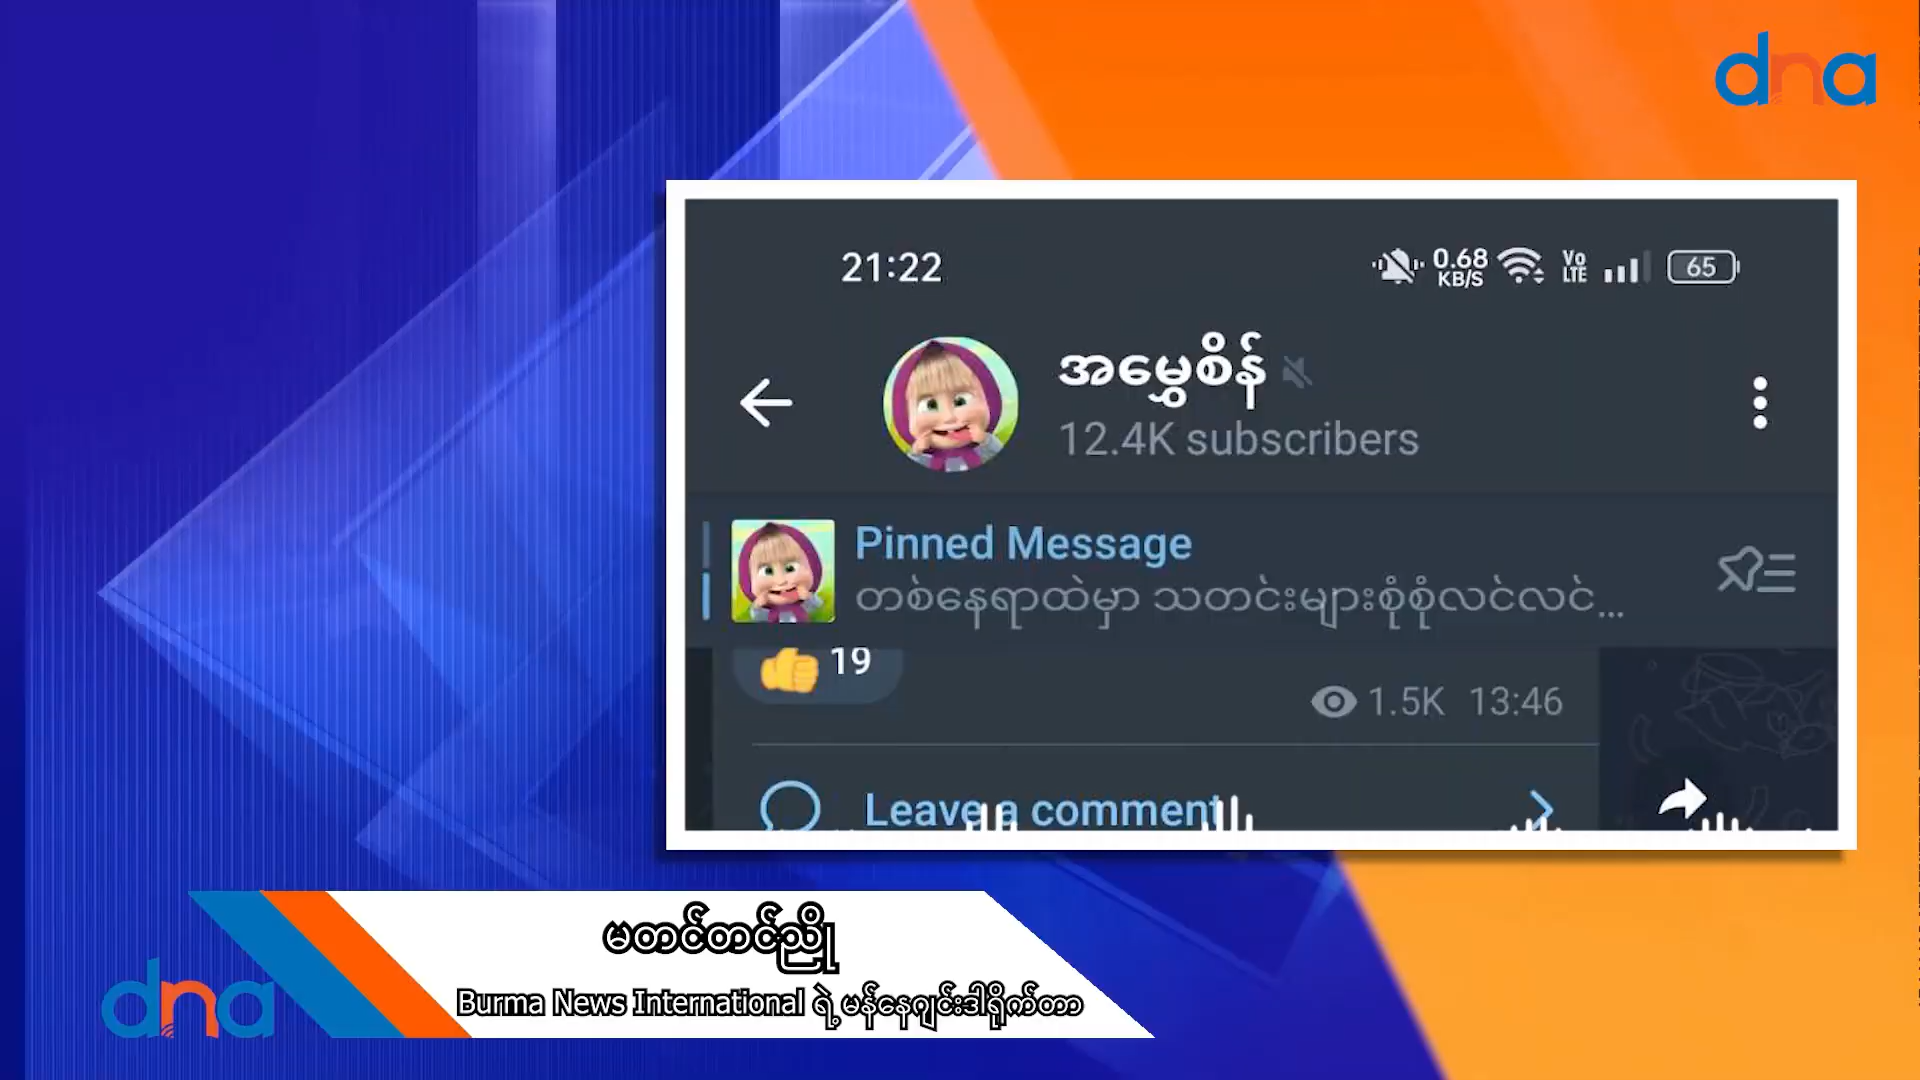 dna
21:22
0.68 KB/S
Vo LTE
65
အမွှေစိန်
12.4K subscribers
Pinned Message
တစ်နေရာထဲမှာ သတင်းများစုံစုံလင်လင်...
19
1.5K 13:46
Leave a comment
မတင်တင်ညို
Burma News International ရဲ့ မန်နေဂျင်းဒါရိုက်တာ
dna